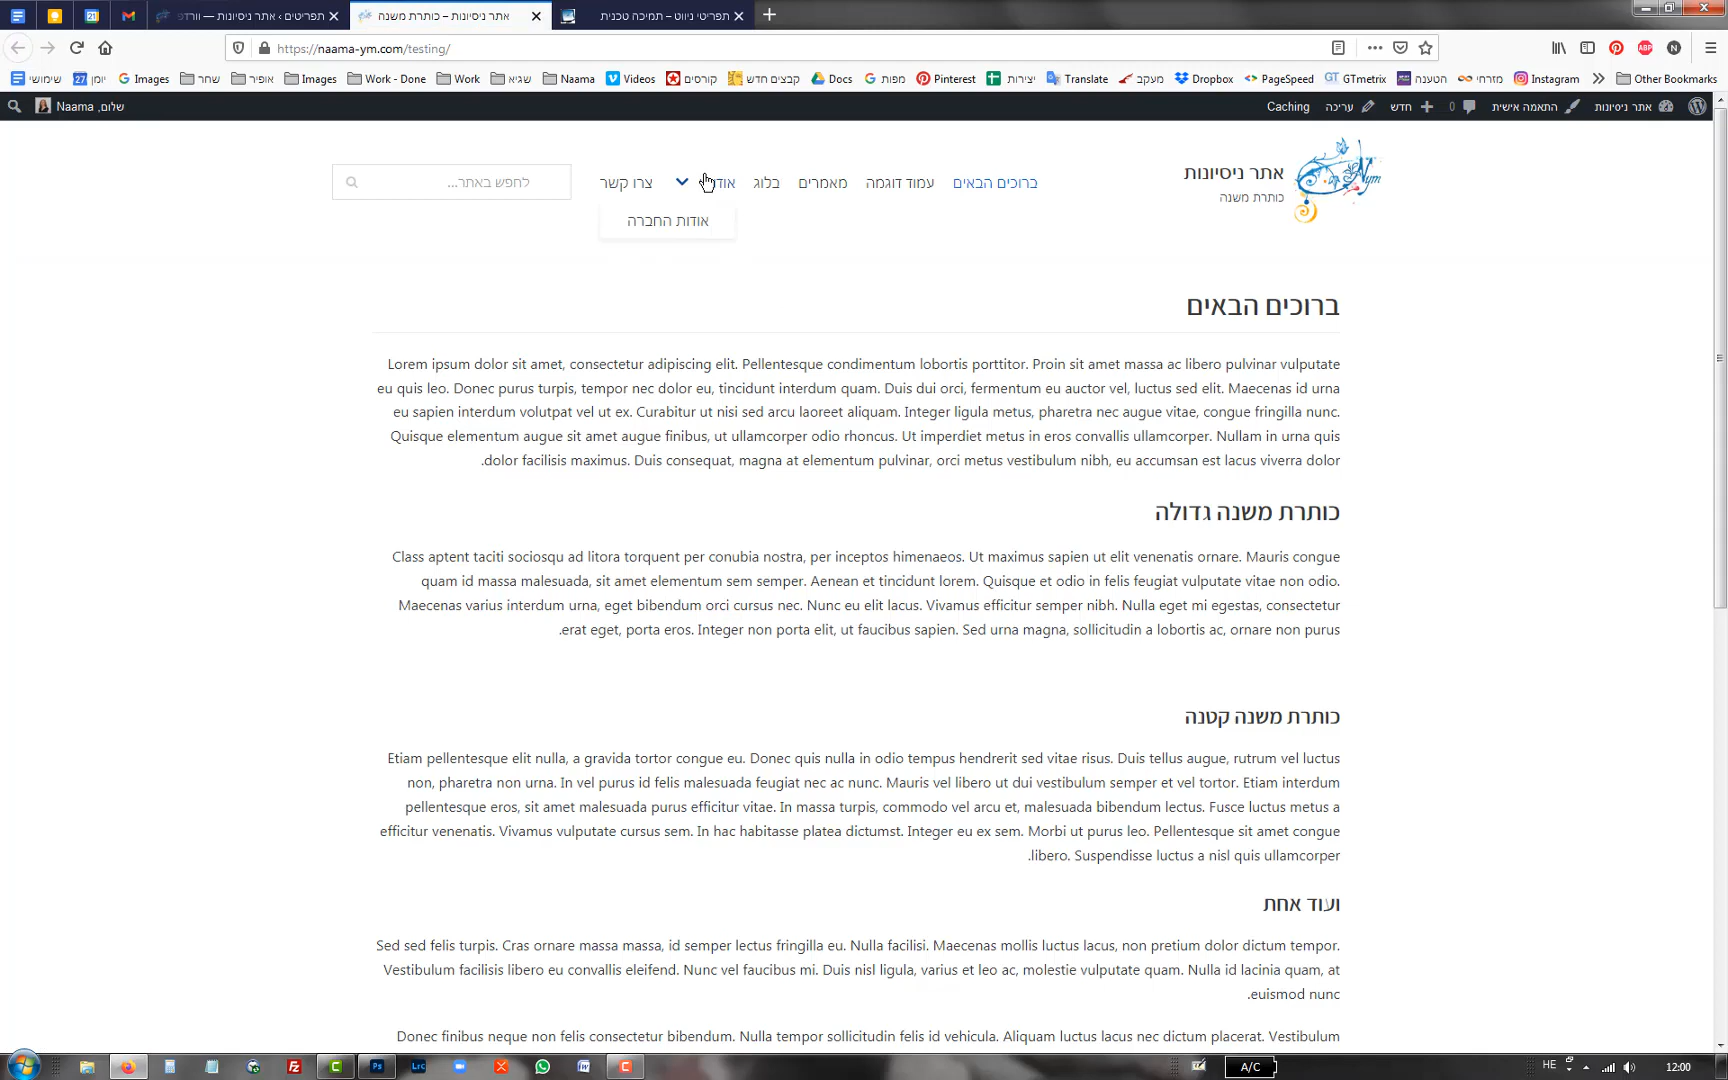 תפריטים ‹ אתר ניסיונות — וורדפ
אתר ניסיונות – כותרת משנה
תפריטי ניווט – תמיכה טכנית
https://naama-ym.com/testing/
שימושי
יומן
Images
שחר
אופיר
Images
Work - Done
Work
שגיא
Naama
Videos
קורסים
קבצים חדש
Docs
מפות
Pinterest
יצירות
Translate
מעקב
Dropbox
PageSpeed
GTmetrix
הטענה
מזרחי
Instagram
Other Bookmarks
אתר ניסיונות
התאמה אישית
0
חדש
עריכה
Caching
שלום, Naama
אתר ניסיונות
כותרת משנה
Nym
ברוכים הבאים
עמוד דוגמה
מאמרים
בלוג
צרו קשר
לחפש באתר...
אודות החברה
ברוכים הבאים
Lorem ipsum dolor sit amet, consectetur adipiscing elit. Pellentesque condimentum lobortis porttitor. Proin sit amet massa ac libero pulvinar vulputate
eu quis leo. Donec purus turpis, tempor nec dolor eu, tincidunt interdum quam. Duis dui orci, fermentum eu auctor vel, luctus sed elit. Maecenas id urna
eu sapien interdum volutpat vel ut ex. Curabitur ut nisi sed arcu laoreet aliquam. Integer ligula metus, pharetra nec augue vitae, congue fringilla nunc.
Quisque elementum augue sit amet augue finibus, ut ullamcorper odio rhoncus. Ut imperdiet metus in eros convallis ullamcorper. Nullam in urna quis
.dolor facilisis maximus. Duis consequat, magna at elementum pulvinar, orci metus vestibulum nibh, eu accumsan est lacus viverra dolor
כותרת משנה גדולה
Class aptent taciti sociosqu ad litora torquent per conubia nostra, per inceptos himenaeos. Ut maximus sapien ut elit venenatis ornare. Mauris congue
quam id massa malesuada, sit amet elementum sem semper. Aenean et tincidunt lorem. Quisque et odio in felis feugiat vulputate vitae non odio.
Maecenas varius interdum urna, eget bibendum orci cursus nec. Nunc eu elit lacus. Vivamus efficitur semper nibh. Nulla eget mi egestas, consectetur
.erat eget, porta eros. Integer non porta elit, ut faucibus sapien. Sed urna magna, sollicitudin a lobortis ac, ornare non purus
כותרת משנה קטנה
Etiam pellentesque elit nulla, a gravida tortor congue eu. Donec quis nulla in odio tempus hendrerit sed vitae risus. Duis tellus augue, rutrum vel luctus
non, pharetra non urna. In vel purus id felis malesuada feugiat nec ac nunc. Mauris vel libero ut dui vestibulum semper et vel tortor. Etiam interdum
pellentesque eros, sit amet malesuada purus efficitur vitae. In massa turpis, commodo vel arcu et, malesuada bibendum lectus. Fusce luctus metus a
efficitur venenatis. Vivamus vulputate cursus sem. In hac habitasse platea dictumst. Integer eu ex sem. Morbi ut purus leo. Pellentesque sit amet congue
.libero. Suspendisse luctus a nisl quis ullamcorper
ועוד אחת
Sed sed felis turpis. Cras ornare massa massa, id semper lectus fringilla eu. Nulla facilisi. Maecenas mollis luctus lacus, non pretium dolor dictum tempor.
Vestibulum facilisis libero eu convallis eleifend. Nunc vel faucibus mi. Duis nisl ligula, varius et leo ac, molestie vulputate quam. Nulla id lacinia quam, at
.euismod nunc
Donec finibus neque non felis consectetur bibendum. Nulla tempor sollicitudin felis id vehicula. Aliquam luctus lacus nec dictum placerat. Vestibulum
A/C
HE
12:00